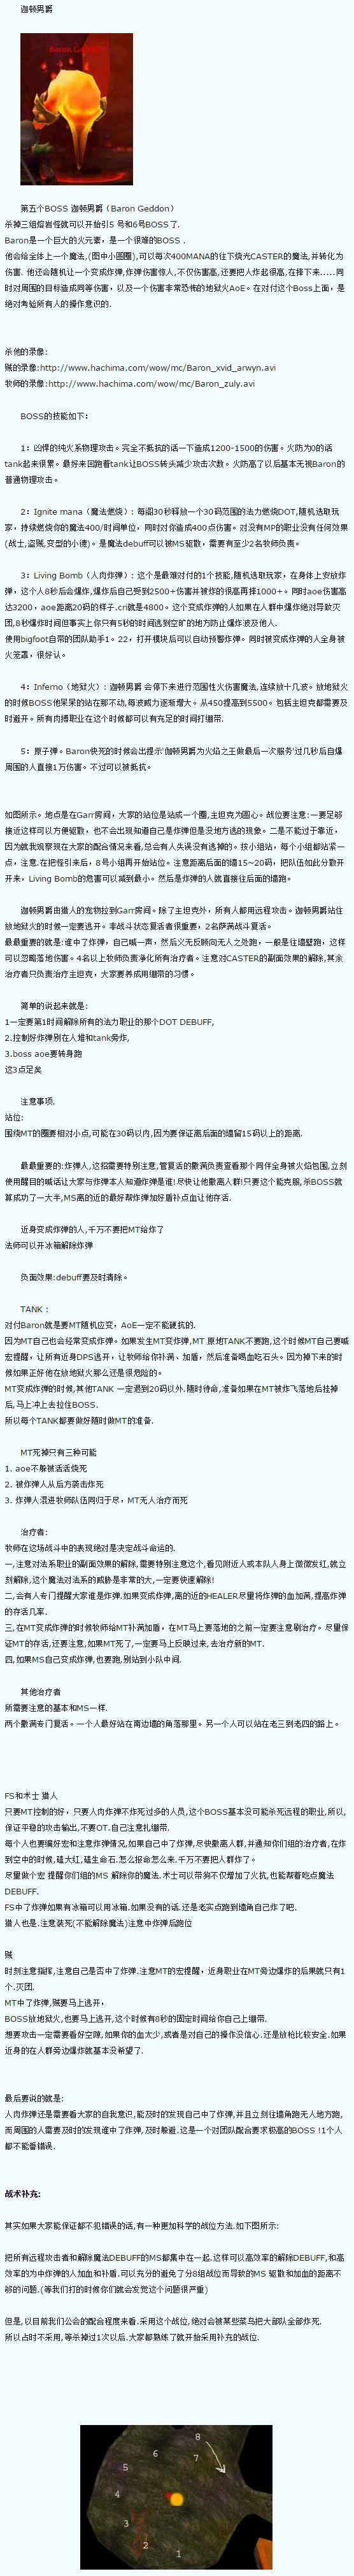 迦顿男爵
Baron Geddon
第五个BOSS 迦顿男爵（Baron Geddon）
杀掉三组熔岩怪就可以开始引5 号和6号BOSS了.
Baron是一个巨大的火元素，是一个很难的BOSS .
他会给全体上一个魔法,(图中小圆圈),可以每次400MANA的往下烧光CASTER的魔法,并转化为
伤害. 他还会随机让一个变成炸弹,炸弹伤害惊人,不仅伤害高,还要把人炸起很高,在摔下来.....同
时对周围的目标造成同等伤害，以及一个伤害非常恐怖的地狱火AoE。在对付这个Boss上面，是
绝对考验所有人的操作意识的.
杀他的录像:
贼的录像:http://www.hachima.com/wow/mc/Baron_xvid_arwyn.avi
牧师的录像:http://www.hachima.com/wow/mc/Baron_zuly.avi
BOSS的技能如下:
1：凶悍的纯火系物理攻击。完全不抵抗的话一下造成1200-1500的伤害。火防为0的话
tank起来很累。最好来回跑着tank让BOSS转头减少攻击次数。火防高了以后基本无视Baron的
普通物理攻击。
2：Ignite mana（魔法燃烧）: 每隔30秒释放一个30码范围的法力燃烧DOT,随机选取玩
家，持续燃烧你的魔法400/时间单位，同时对你造成400点伤害。对没有MP的职业没有任何效果
(战士,盗贼,变型的小德)。是魔法debuff可以被MS驱散，需要有至少2名牧师负责。
3：Living Bomb（人肉炸弹）: 这个是最难对付的1个技能,随机选取玩家，在身体上安放炸
弹，这个人8秒后会爆炸,爆炸后自己受到2500+伤害并被炸的很高再摔1000+。同时aoe伤害高
达3200，aoe距离20码的样子.cri就是4800。这个变成炸弹的人如果在人群中爆炸绝对导致灭
团,8秒爆炸时间但事实上你只有5秒的时间逃到空旷的地方防止爆炸波及他人.
使用bigfoot自带的团队助手1。22，打开模块后可以自动预警炸弹。同时被变成炸弹的人全身被
火笼罩，很好认。
4：Inferno（地狱火）: 迦顿男爵 会停下来进行范围性火伤害魔法,连续放十几波。放地狱火
的时候BOSS他呆呆的站在那不动,每波威力逐渐增大。从450提高到5500。包括主坦克都需要及
时避开。所有肉搏职业在这个时候都可以有充足的时间打绷带.
5：原子弹。Baron快死的时候会出提示'迦顿男爵为火焰之王做最后一次服务'过几秒后自爆
周围的人直接1万伤害。不过可以被抵抗。
如图所示。地点是在Garr房间，大家的站位是站成一个圈,主坦克为圆心。战位要注意:一要足够
接近这样可以方便驱散，也不会出现知道自己是炸弹但是没地方逃的现象。二是不能过于靠近，
因为就我观察现在大家的配合情况来看,总会有人失误没有逃掉的。拔小组站，每个小组都站紧一
点，注意.在把怪引来后，8号小组再开始站位。注意距离后面的墙15~20码，把队伍如此分散开
开来，Living Bomb的危害可以减到最小。然后是炸弹的人就直接往后面的墙跑。
迦顿男爵由猎人的宠物拉到Garr房间。除了主坦克外，所有人都用远程攻击。迦顿男爵站住
放地狱火的时候一定要逃开。非战斗状态复活者很重要，2名萨满战斗复活。
最最重要的就是:谁中了炸弹，自己喊一声，然后义无反顾向无人之处跑，一般是往墙壁跑，这样
可以忽略落地伤害。4名以上牧师负责净化所有治疗者。注意对CASTER的副面效果的解除,其余
治疗者只负责治疗主坦克，大家要养成用绷带的习惯。
简单的说起来就是:
1一定要第1时间解除所有的法力职业的那个DOT DEBUFF,
2.控制好炸弹别在人堆和tank旁炸,
3.boss aoe要转身跑
这3点足矣
注意事项.
站位:
围绕MT的圈要相对小点,可能在30码以内,因为要保证离后面的墙留15码以上的距离.
最最重要的:炸弹人,这招需要特别注意,管复活的撒满负责查看那个同伴全身被火焰包围,立刻
使用醒目的喊话让大家与炸弹本人知道炸弹是谁!尽快让他撤离人群!只要这个能克服,杀BOSS就
算成功了一大半,MS离的近的最好帮炸弹加好盾补点血让他存活.
近身变成炸弹的人,千万不要把MT给炸了
法师可以开冰箱解除炸弹
负面效果:debuff要及时清除。
TANK :
对付Baron就是要MT随机应变，AoE一定不能硬抗的.
因为MT自己也会经常变成炸弹。如果发生MT变炸弹,MT 原地TANK不要跑,这个时候MT自己要喊
宏提醒，让所有近身DPS逃开，让牧师给你补满、加盾，然后准备喝血吃石头。因为掉下来的时
候如果正好他在放地狱火那么还是很危险的。
MT变成炸弹的时候,其他TANK 一定退到20码以外.随时待命,准备如果在MT被炸飞落地后挂掉
后,马上冲上去拉住BOSS.
所以每个TANK都要做好随时做MT的准备.
MT死掉只有三种可能
1. aoe不躲被活活烧死
2. 被炸弹人从后方袭击炸死
3. 炸弹人混进牧师队伍同归于尽，MT无人治疗而死
治疗者:
牧师在这场战斗中的表现绝对是决定战斗命运的.
一,注意对法系职业的副面效果的解除,需要特别注意这个,看见附近人或本队人身上微微发红,就立
刻解除,这个魔法对法系的威胁是非常的大,一定要快速解除!
二,会有人专门提醒大家谁是炸弹.如果变成炸弹,离的近的HEALER尽量将炸弹的血加满,提高炸弹
的存活几率.
三,在MT变成炸弹的时候牧师给MT补满加盾，在MT马上要落地的之前一定要注意刷治疗。尽量保
证MT的存活,还要注意,如果MT死了,一定要马上反映过来,去治疗新的MT.
四,如果MS自己变成炸弹,也要跑,别站到小队中间.
其他治疗者
所需要注意的基本和MS一样.
两个撒满专门复活。一个人最好站在南边墙的角落那里。另一个人可以站在老三到老四的路上。
FS和术士 猎人
只要MT控制的好，只要人肉炸弹不炸死过多的人员,这个BOSS基本没可能杀死远程的职业,所以,
保证平稳的攻击输出,不要OT.自己注意扎绷带.
每个人也要编好宏和注意炸弹情况,如果自己中了炸弹,尽快撤离人群,并通知你们组的治疗者,在炸
到空中的时候,磕大红,磕生命石.怎么报命怎么来.千万不要把人群炸了。
尽量做个宏 提醒你们组的MS 解除你的魔法.术士可以带狗不仅增加了火抗,也能帮着吃点魔法
DEBUFF.
FS中了炸弹如果有冰箱可以用冰箱.如果没有的话.还是老实点跑到墙角自己炸了吧.
猎人也是.注意装死(不能解除魔法)注意中炸弹后跑位
贼
时刻注意指挥,注意自己是否中了炸弹.注意MT的宏提醒，近身职业在MT旁边爆炸的后果就只有1
个.灭团.
MT中了炸弹,贼要马上逃开，
BOSS放地狱火,也要马上逃开,这个时候有8秒的固定时间给你自己上绷带.
想要攻击一定需要看好空隙,如果你的血太少,或者是对自己的操作没信心.还是放枪比较安全.如果
近身的在人群旁边爆炸就基本没希望了.
最后要说的就是:
人肉炸弹还是需要看大家的自我意识,能及时的发现自己中了炸弹,并且立刻往墙角跑无人地方跑,
而周围的人需要及时的发现谁中了炸弹,及时躲避.这是一个对团队配合要求极高的BOSS !1个人
都不能番错误.
战术补充:
其实如果大家能保证都不犯错误的话,有一种更加科学的战位方法.如下图所示:
把所有远程攻击者和解除魔法DEBUFF的MS都集中在一起.这样可以高效率的解除DEBUFF,和高
效率的为中炸弹的人加血和补盾.可以充分的避免了分8组战位而导致的MS 驱散和加血的距离不
够的问题.(等我们打的时候你们就会发觉这个问题很严重)
但是,以目前我们公会的配合程度来看.采用这个战位,绝对会被某些菜鸟把大部队全部炸死.
所以占时不采用,等杀掉过1次以后.大家都熟练了就开始采用补充的战位.
8
7
6
5
4
3
2
1